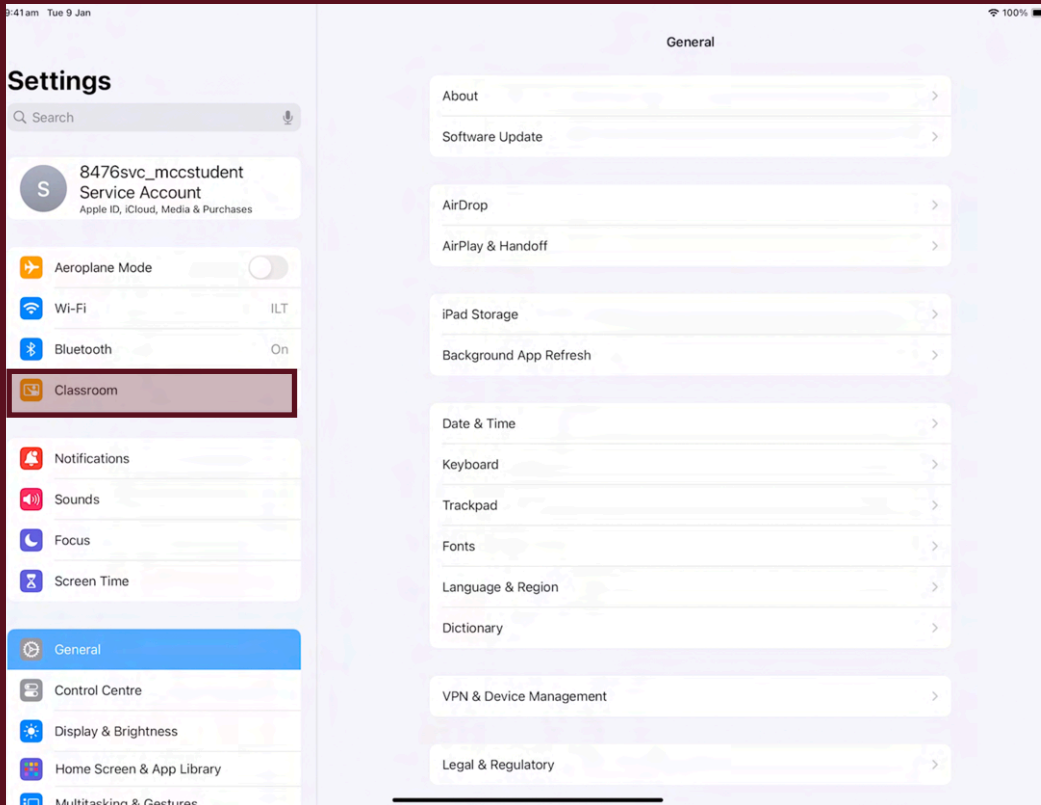 9:41am Tue 9 Jan
100%
Settings
Search
S
8476svc_mccstudent
Service Account
Apple ID, iCloud, Media & Purchases
Aeroplane Mode
Wi-Fi ILT
Bluetooth On
Classroom
Notifications
Sounds
Focus
Screen Time
General
Control Centre
Display & Brightness
Home Screen & App Library
Multitasking & Gestures
General
About
Software Update
AirDrop
AirPlay & Handoff
iPad Storage
Background App Refresh
Date & Time
Keyboard
Trackpad
Fonts
Language & Region
Dictionary
VPN & Device Management
Legal & Regulatory